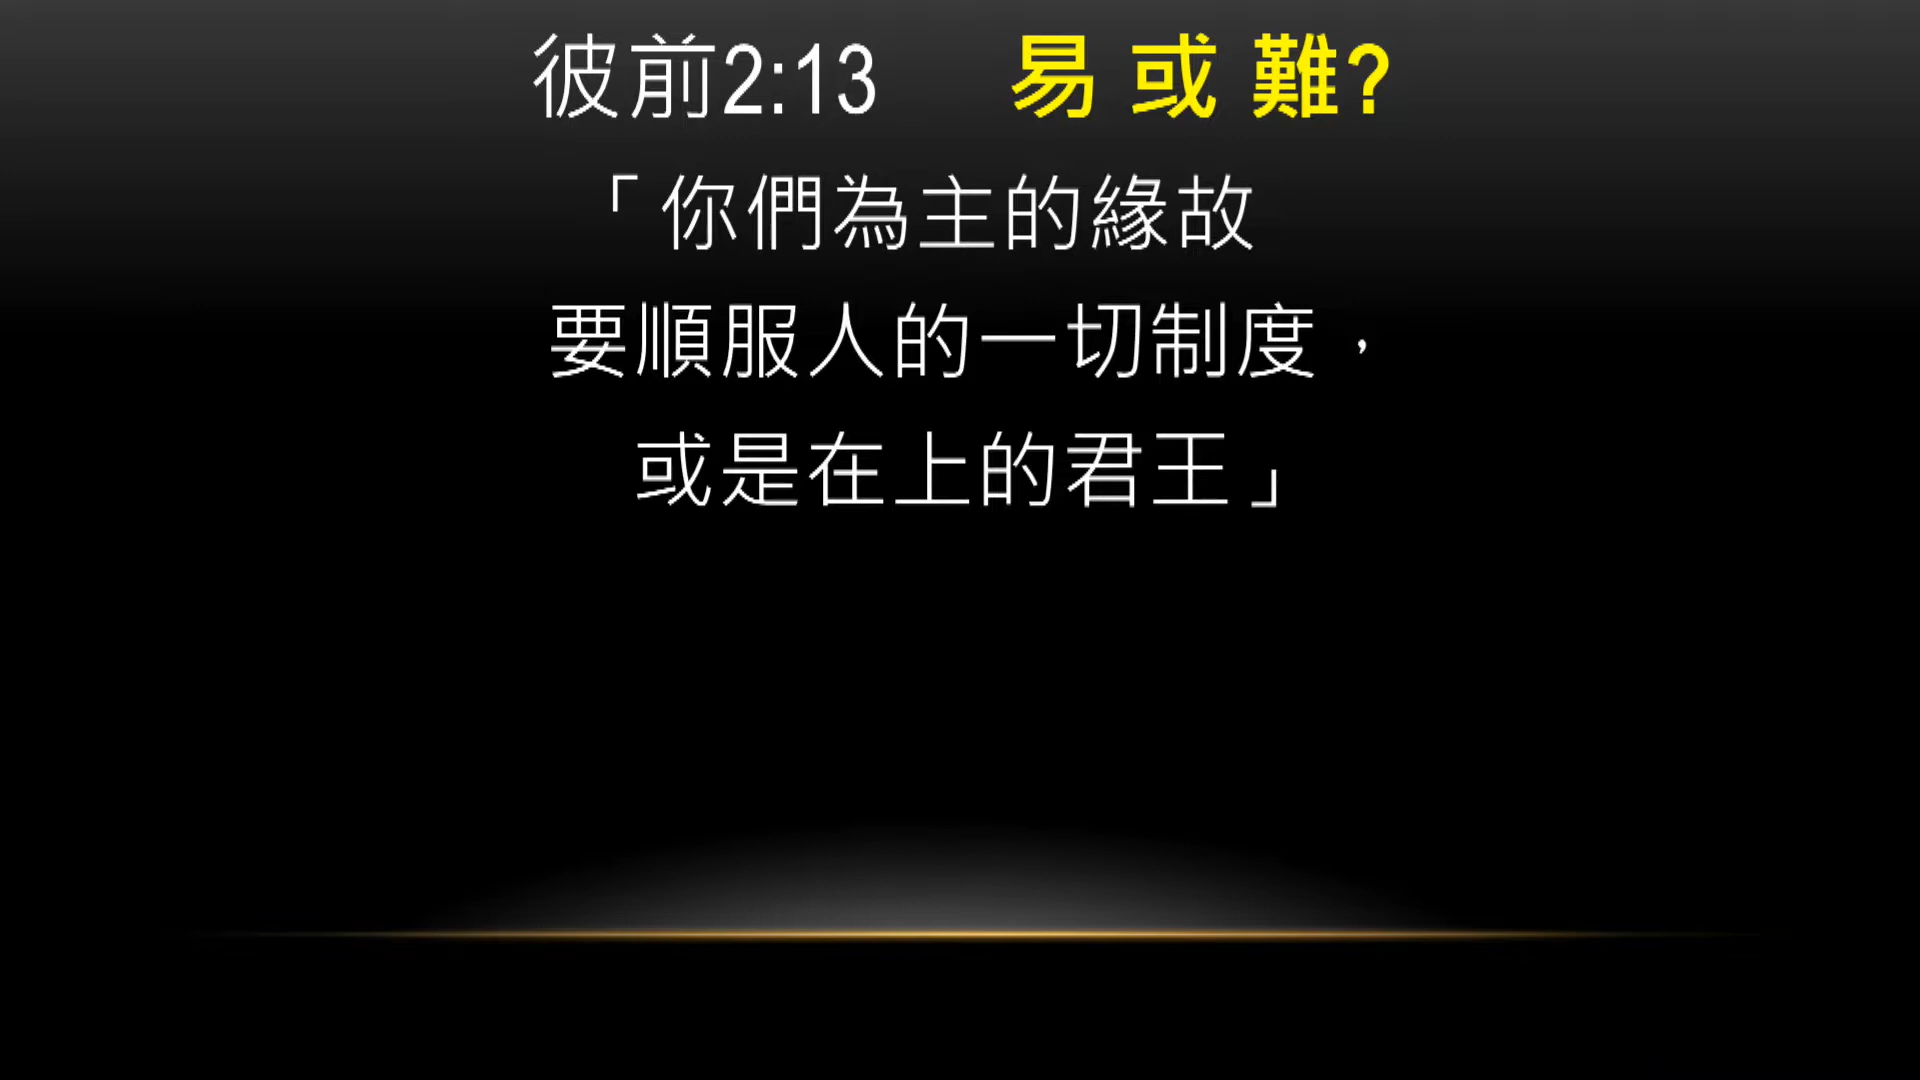 彼前2:13 易 或 難?
「你們為主的緣故
要順服人的一切制度，
或是在上的君王」